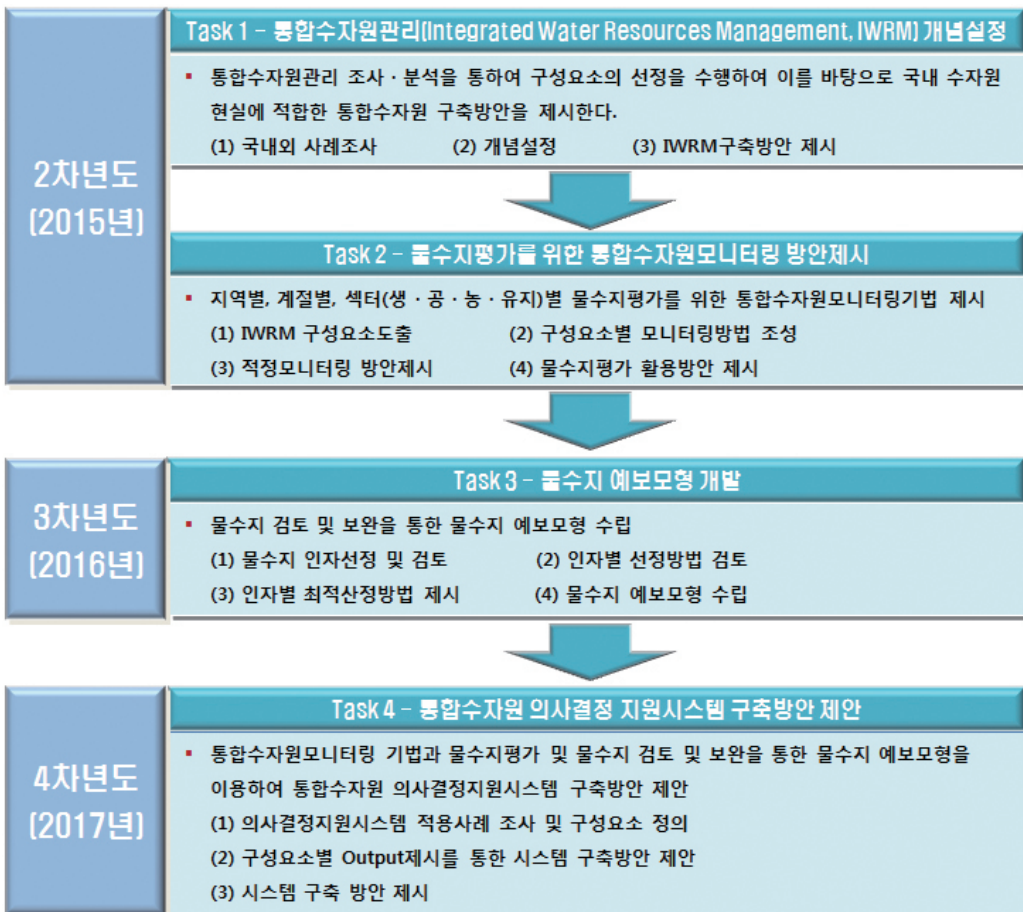 2차년도
(2015년)
Task 1 - 통합수자원관리(Integrated Water Resources Management, IWRM) 개념설정
▪ 통합수자원관리 조사 · 분석을 통하여 구성요소의 선정을 수행하여 이를 바탕으로 국내 수자원
현실에 적합한 통합수자원 구축방안을 제시한다.
(1) 국내외 사례조사 (2) 개념설정 (3) IWRM구축방안 제시
Task 2 - 물수지평가를 위한 통합수자원모니터링 방안제시
▪ 지역별, 계절별, 섹터(생 · 공 · 농 · 유지)별 물수지평가를 위한 통합수자원모니터링기법 제시
(1) IWRM 구성요소도출 (2) 구성요소별 모니터링방법 조성
(3) 적정모니터링 방안제시 (4) 물수지평가 활용방안 제시
3차년도
(2016년)
Task 3 - 물수지 예보모형 개발
▪ 물수지 검토 및 보완을 통한 물수지 예보모형 수립
(1) 물수지 인자선정 및 검토 (2) 인자별 선정방법 검토
(3) 인자별 최적산정방법 제시 (4) 물수지 예보모형 수립
4차년도
(2017년)
Task 4 - 통합수자원 의사결정 지원시스템 구축방안 제안
▪ 통합수자원모니터링 기법과 물수지평가 및 물수지 검토 및 보완을 통한 물수지 예보모형을
이용하여 통합수자원 의사결정지원시스템 구축방안 제안
(1) 의사결정지원시스템 적용사례 조사 및 구성요소 정의
(2) 구성요소별 Output제시를 통한 시스템 구축방안 제안
(3) 시스템 구축 방안 제시